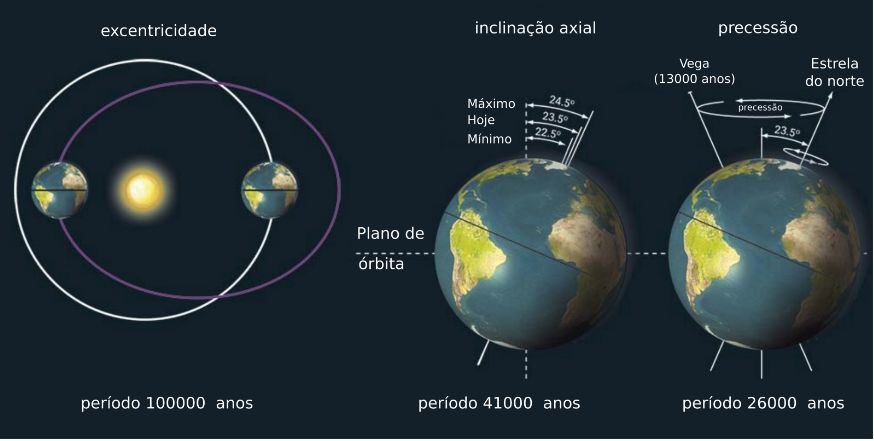 excentricidade
período 100000 anos
inclinação axial
Máximo
24.5º
Hoje
23.5º
Mínimo
22.5º
Plano de
órbita
período 41000 anos
precessão
Vega
(13000 anos)
Estrela
do norte
precessão
23.5º
período 26000 anos